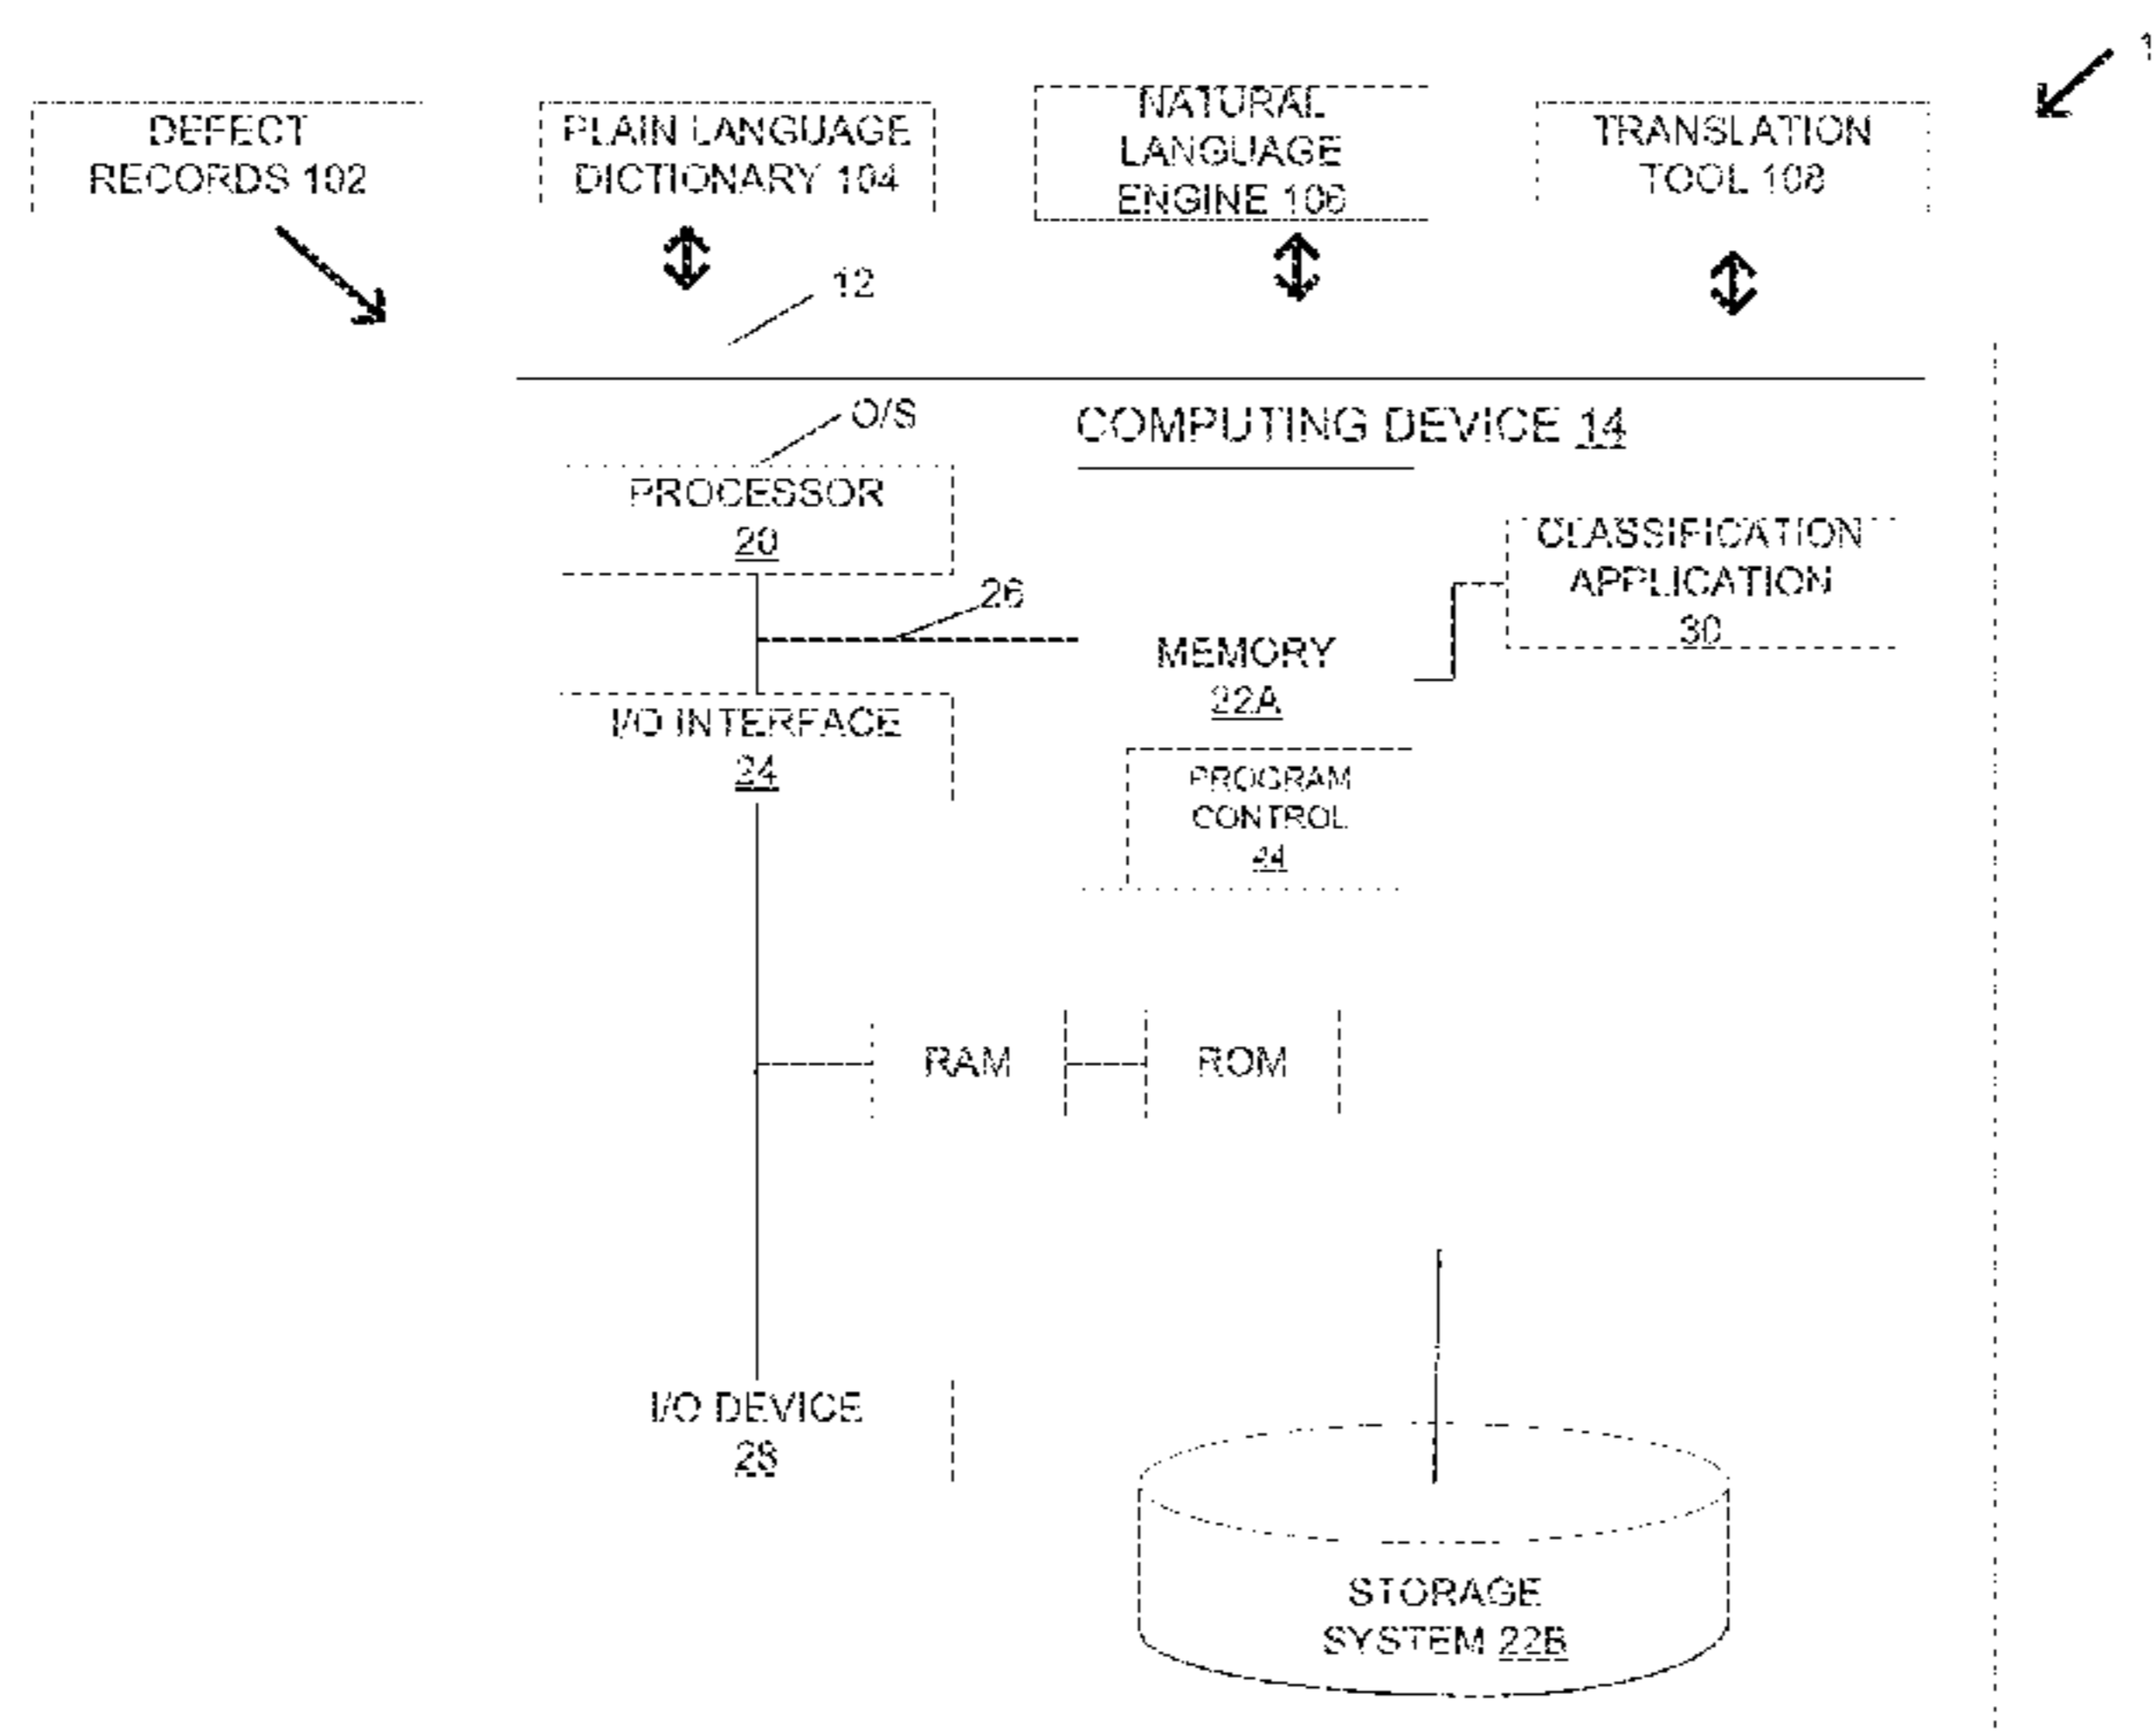 1
DEFECT
RECORDS 102
PLAIN LANGUAGE
DICTIONARY 104
NATURAL
LANGUAGE
ENGINE 106
TRANSLATION
TOOL 108
12
O/S
COMPUTING DEVICE 14
PROCESSOR
20
CLASSIFICATION
APPLICATION
30
26
MEMORY
22A
I/O INTERFACE
24
PROGRAM
CONTROL
44
RAM
ROM
I/O DEVICE
28
STORAGE
SYSTEM 22B